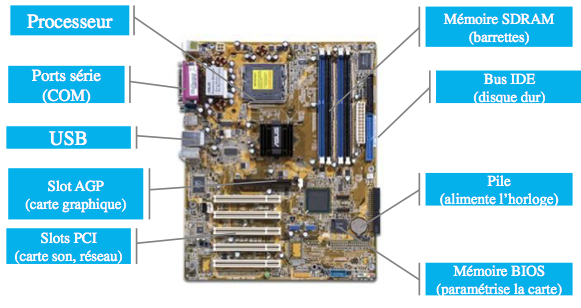 Processeur
Mémoire SDRAM
(barrettes)
Ports série
(COM)
Bus IDE
(disque dur)
USB
ASUS
Slot AGP
(carte graphique)
Pile
(alimente l’horloge)
Slots PCI
(carte son, réseau)
Mémoire BIOS
(paramétrise la carte)